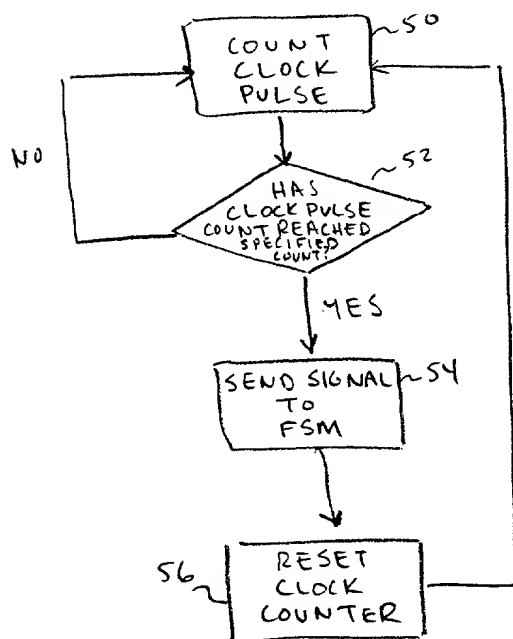 50
COUNT
CLOCK
PULSE
NO
52
HAS
CLOCK PULSE
COUNT REACHED
SPECIFIED
COUNT?
YES
SEND SIGNAL
TO
FSM
54
56
RESET
CLOCK
COUNTER